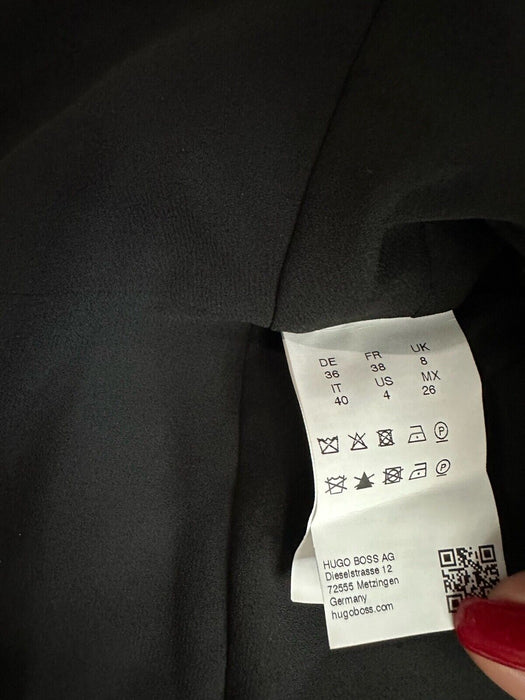 DE FR UK
36 38 8
IT US MX
40 4 26
P
P
HUGO BOSS AG
Dieselstrasse 12
72555 Metzingen
Germany
hugoboss.com